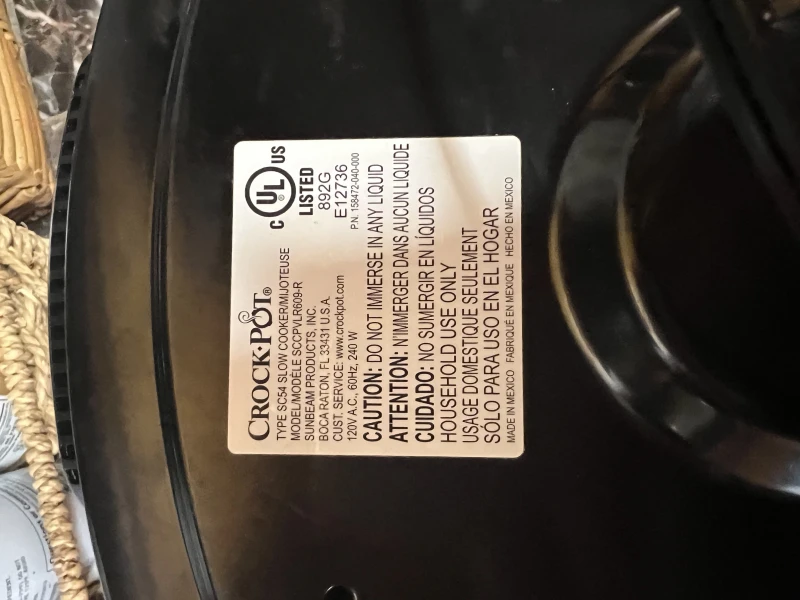 CROCK•POT®
TYPE SC54 SLOW COOKER/MIJOTEUSE
MODEL/MODÈLE SCCPVLR609-R
SUNBEAM PRODUCTS, INC.
BOCA RATON, FL 33431 U.S.A.
CUST. SERVICE: www.crockpot.com
120V A.C., 60Hz, 240 W
C UL® US
LISTED
892G
E12736
P.N. 158472-040-000
CAUTION: DO NOT IMMERSE IN ANY LIQUID
ATTENTION: N'IMMERGER DANS AUCUN LIQUIDE
CUIDADO: NO SUMERGIR EN LÍQUIDOS
HOUSEHOLD USE ONLY
USAGE DOMESTIQUE SEULEMENT
SÓLO PARA USO EN EL HOGAR
MADE IN MEXICO FABRIQUÉ EN MEXIQUE HECHO EN MEXICO